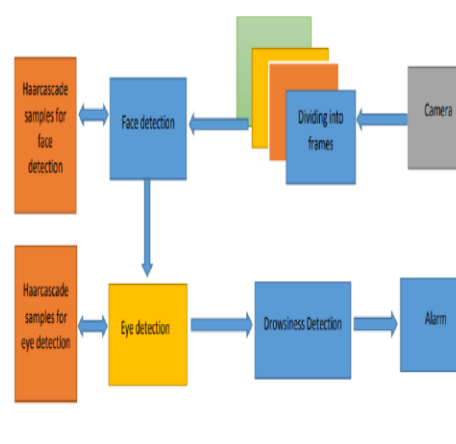 Haarcascade
samples for
face
detection
Face detection
Dividing into
frames
Camera
Haarcascade
samples for
eye detection
Eye detection
Drowsiness Detection
Alarm